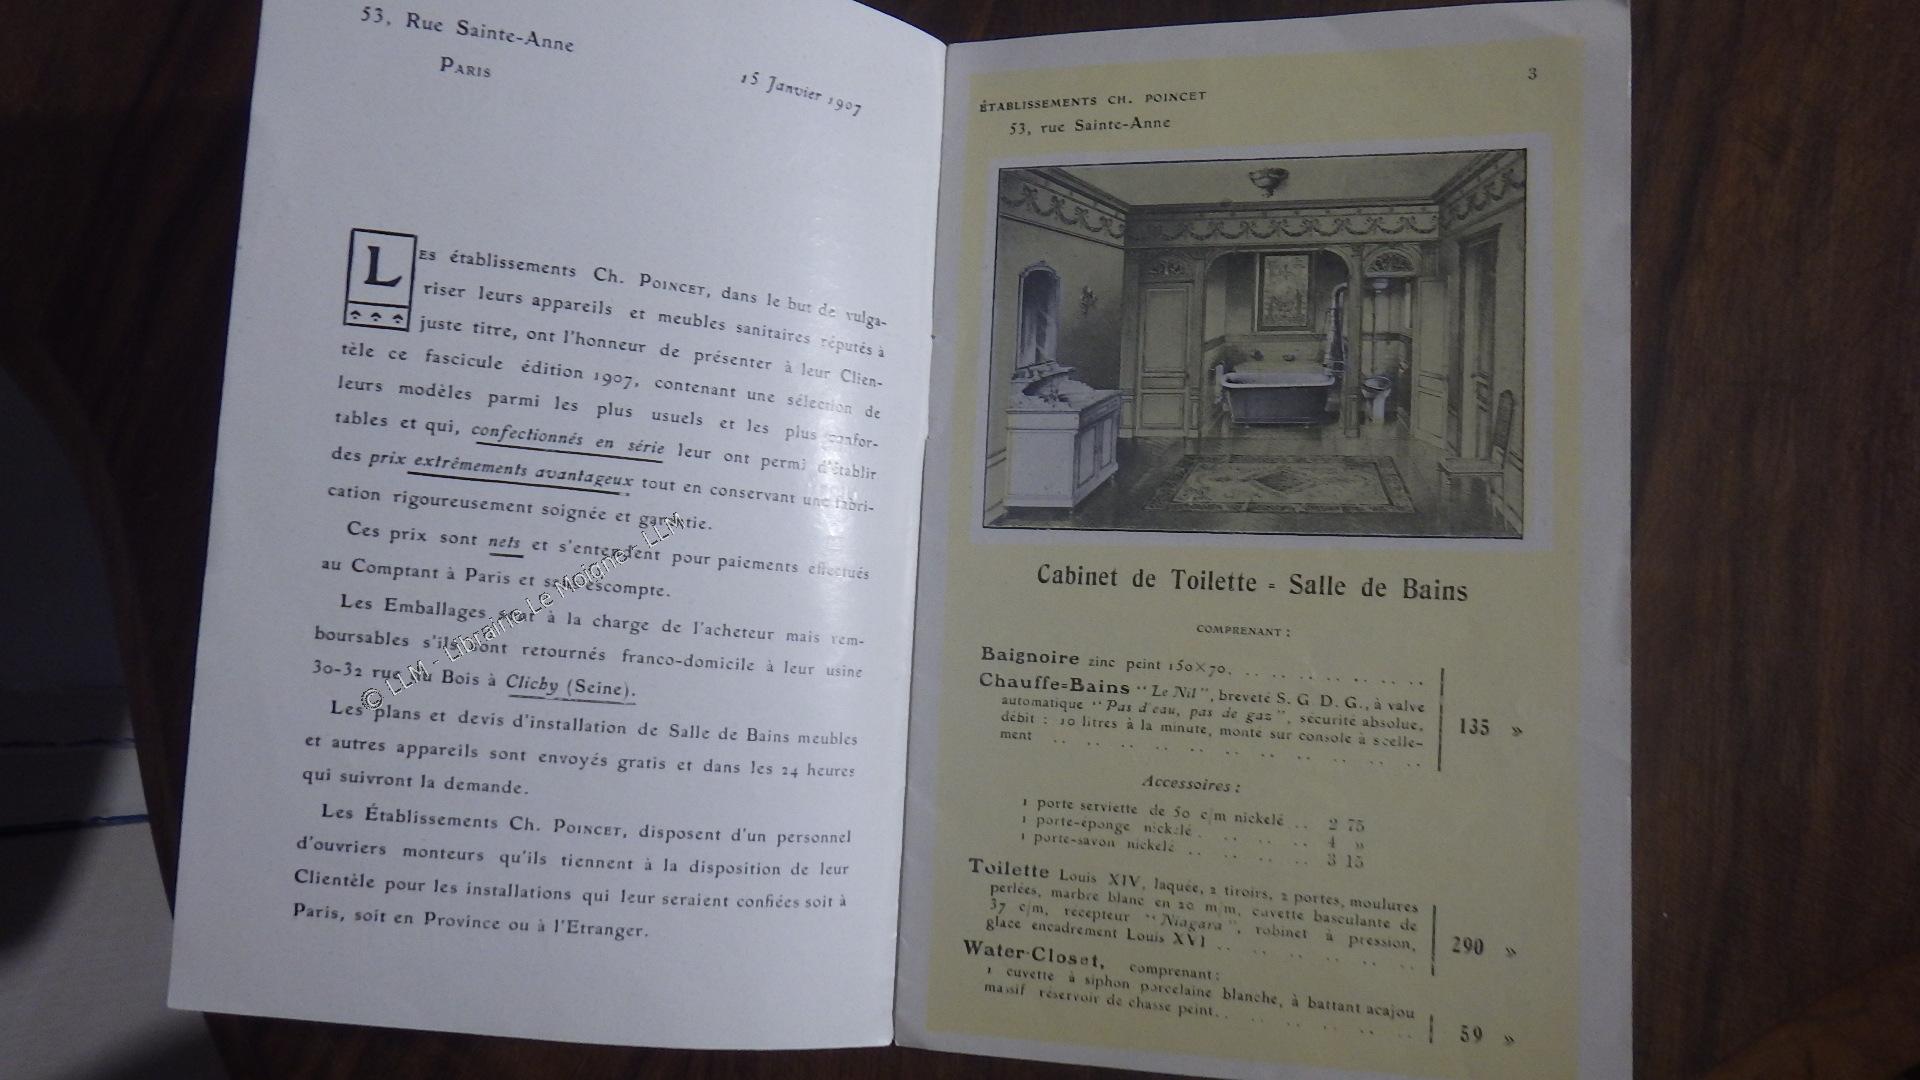 53, Rue Sainte-Anne
PARIS
15 Janvier 1907
LES établissements Ch. POINCET, dans le but de vulga-
riser leurs appareils et meubles sanitaires réputés à
juste titre, ont l'honneur de présenter à leur Clien-
tèle ce fascicule édition 1907, contenant une sélection de
leurs modèles parmi les plus usuels et les plus confor-
tables et qui, confectionnés en série leur ont permi d'établir
des prix extrêmements avantageux tout en conservant une fabri-
cation rigoureusement soignée et garantie.
Ces prix sont nets et s'entendent pour paiements effectués
au Comptant à Paris et sans escompte.
Les Emballages sont à la charge de l'acheteur mais rem-
boursables s'ils sont retournés franco-domicile à leur usine
30-32 rue du Bois à Clichy (Seine).
Les plans et devis d'installation de Salle de Bains meubles
et autres appareils sont envoyés gratis et dans les 24 heures
qui suivront la demande.
Les Établissements Ch. POINCET, disposent d'un personnel
d'ouvriers monteurs qu'ils tiennent à la disposition de leur
Clientèle pour les installations qui leur seraient confiées soit à
Paris, soit en Province ou à l'Etranger.
© LLM - Librairie Le Moigne - LLM
3
ÉTABLISSEMENTS CH. POINCET
53, rue Sainte-Anne
Cabinet de Toilette = Salle de Bains
COMPRENANT :
Baignoire zinc peint 150×70. .. .. .. .. .. .. ..
Chauffe=Bains "Le Nil", breveté S. G. D. G., à valve
automatique "Pas d'eau, pas de gaz", sécurité absolue,
débit : 10 litres à la minute, monté sur console à scelle-
ment .. .. .. .. .. .. .. .. 135 »
Accessoires :
1 porte serviette de 50 c/m nickelé .. 2 75
1 porte-éponge nickelé .. .. .. .. 4 »
1 porte-savon nickelé .. .. .. .. 3 15
Toilette Louis XIV, laquée, 2 tiroirs, 2 portes, moulures
perlées, marbre blanc en 20 m/m, cuvette basculante de
37 c/m, récepteur "Niagara", robinet à pression,
glace encadrement Louis XVI .. .. .. .. .. 290 »
Water-Closet, comprenant :
1 cuvette à siphon porcelaine blanche, à battant acajou
massif réservoir de chasse peint. .. .. .. .. .. 59 »